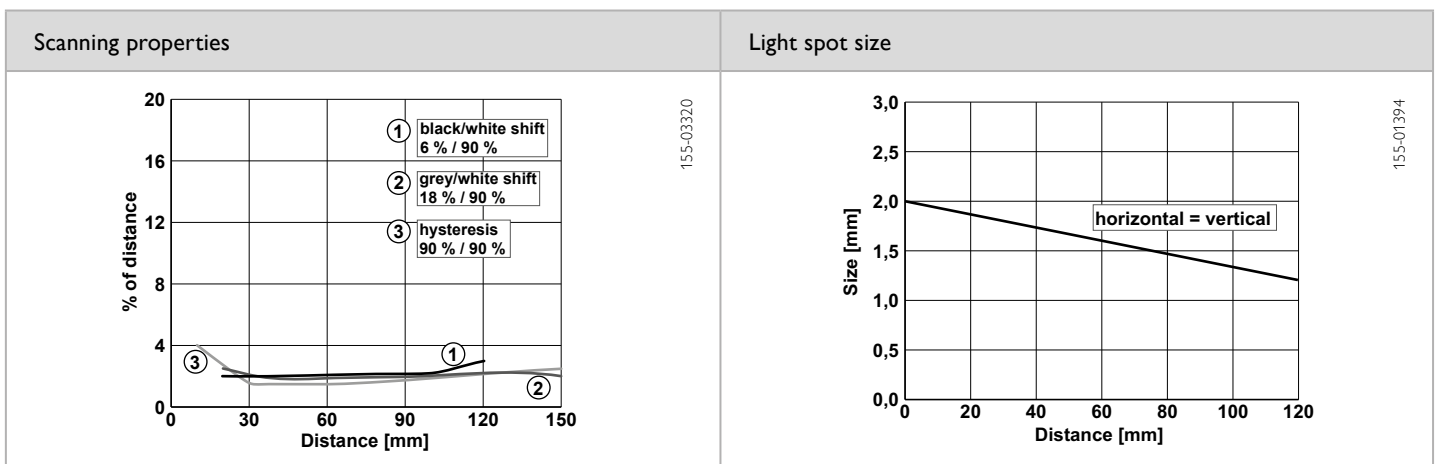 Scanning properties
Light spot size
20
16
12
8
4
0
% of distance
0 30 60 90 120 150
Distance [mm]
1 black/white shift
6 % / 90 %
2 grey/white shift
18 % / 90 %
3 hysteresis
90 % / 90 %
3
1
2
155-03320
3,0
2,5
2,0
1,5
1,0
0,5
0,0
Size [mm]
0 20 40 60 80 100 120
Distance [mm]
horizontal = vertical
155-01394